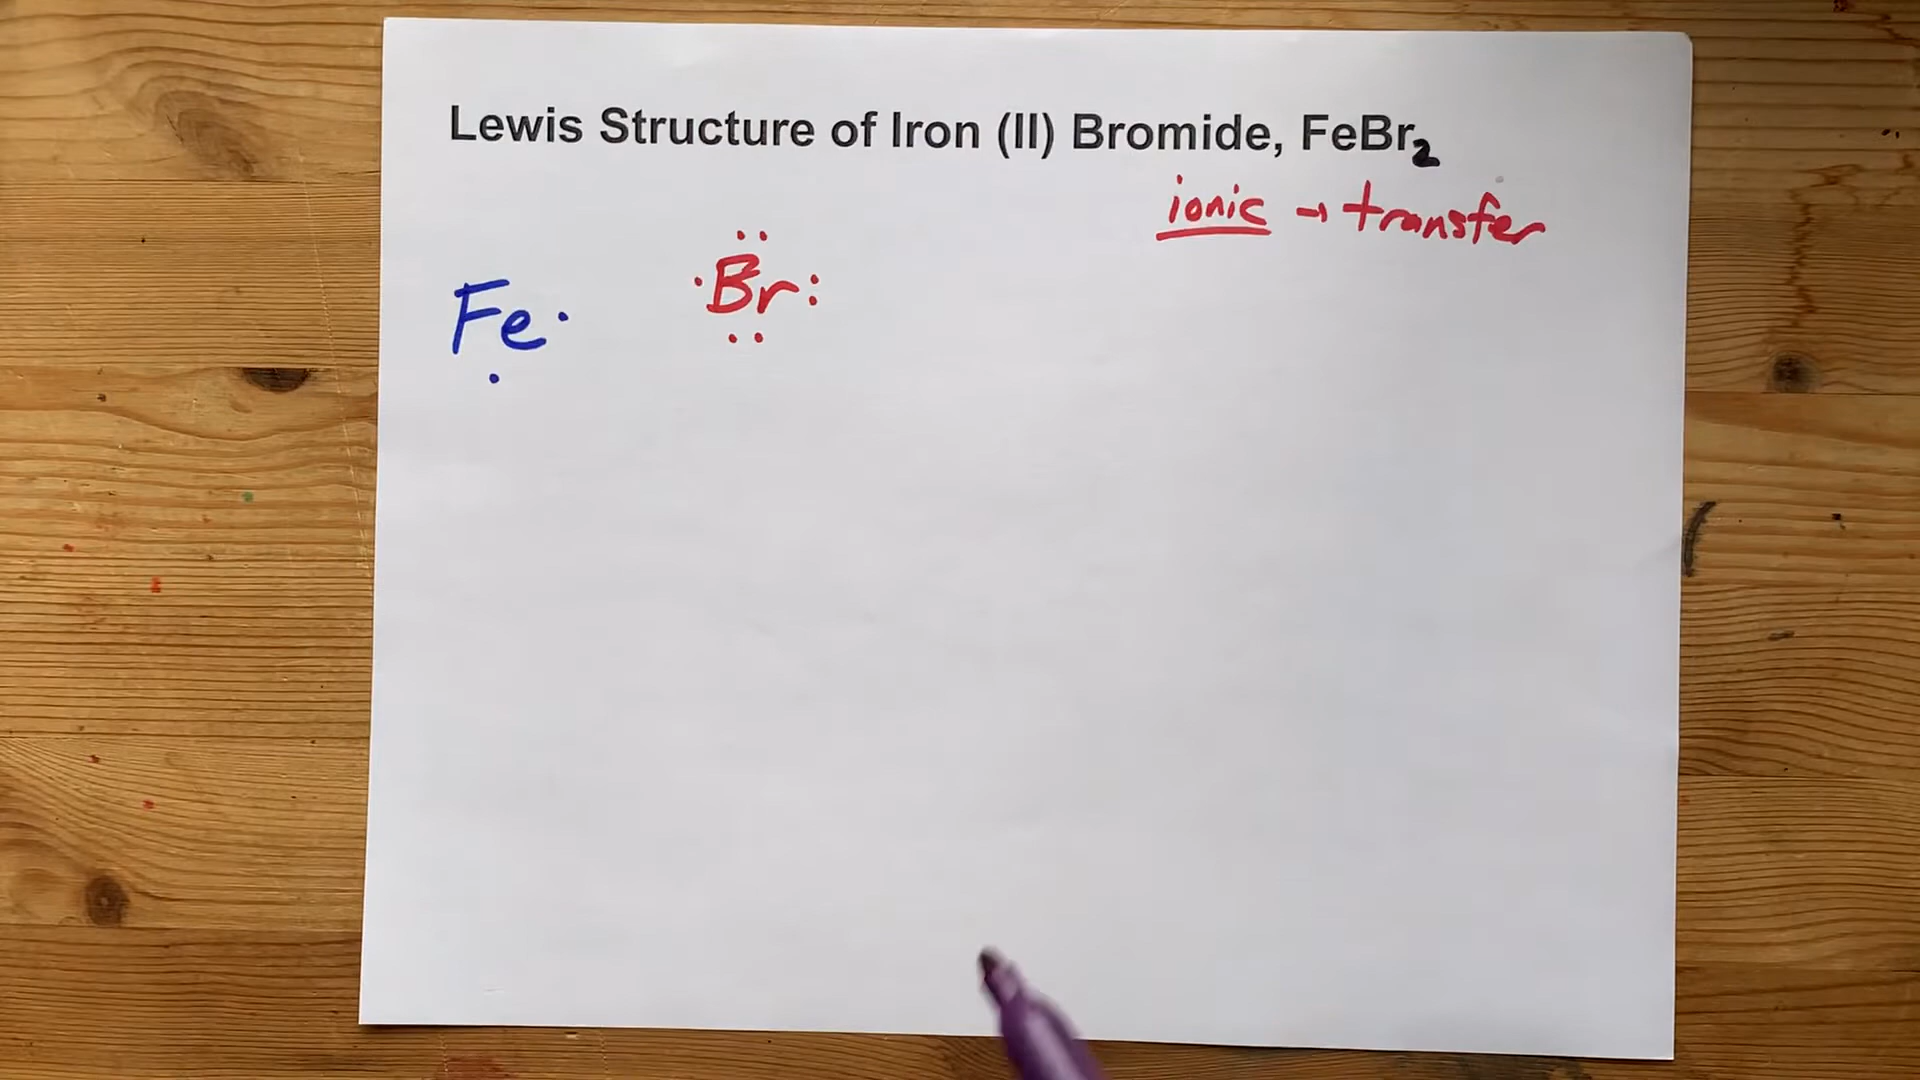 Lewis Structure of Iron (II) Bromide, FeBr₂
ionic → transfer
Fe
Br